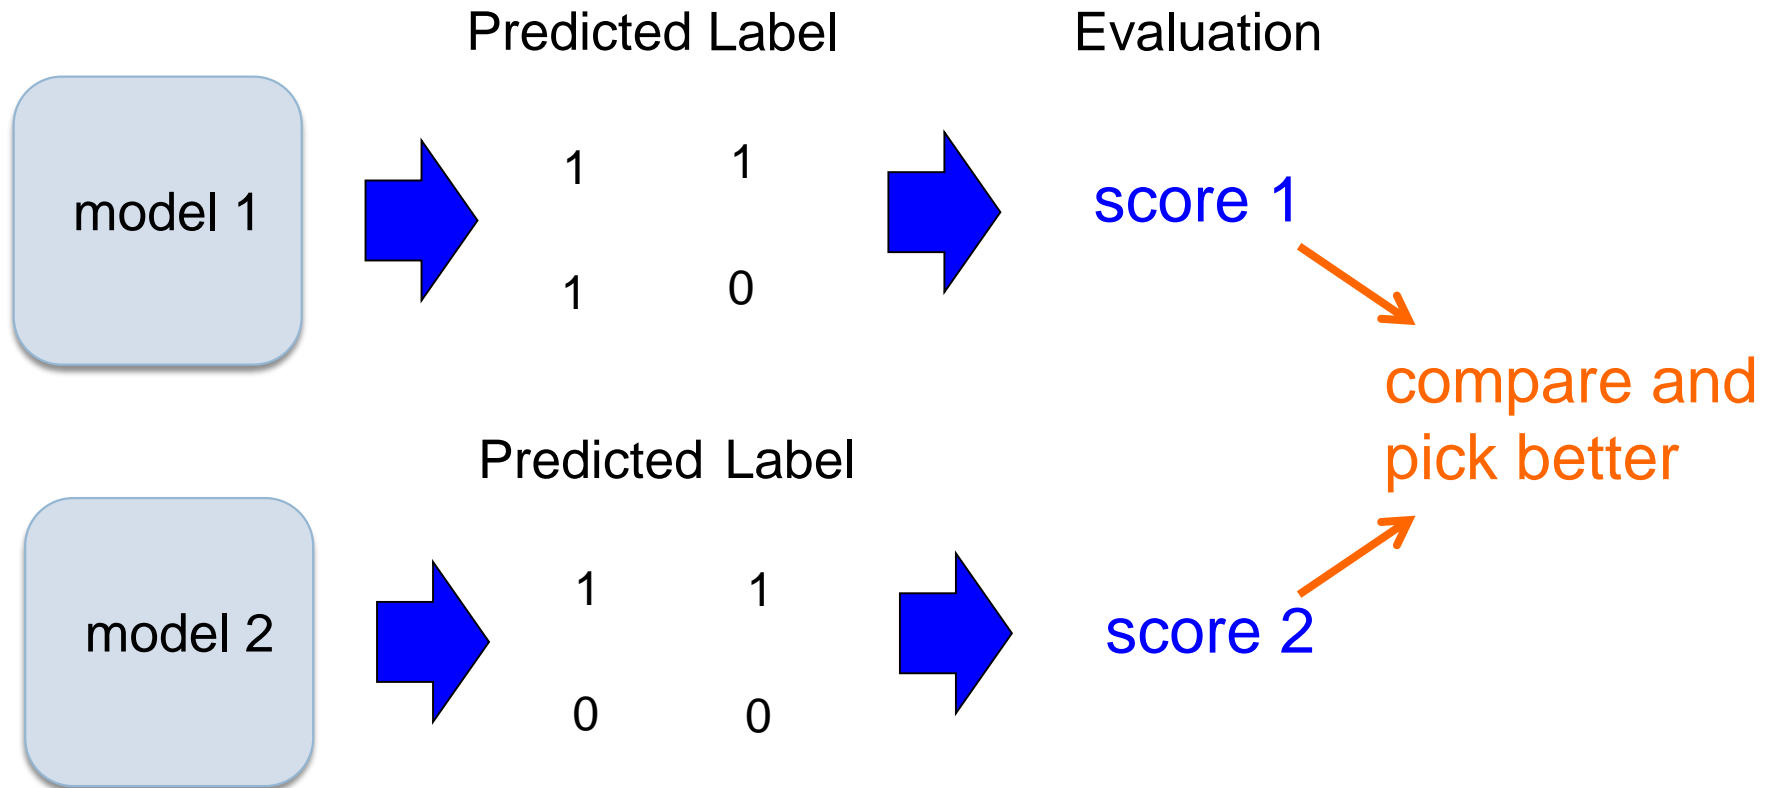 Predicted Label Evaluation
1 1
model 1 score 1
1 0
compare and
pick better
Predicted Label
1 1
model 2 score 2
0 0